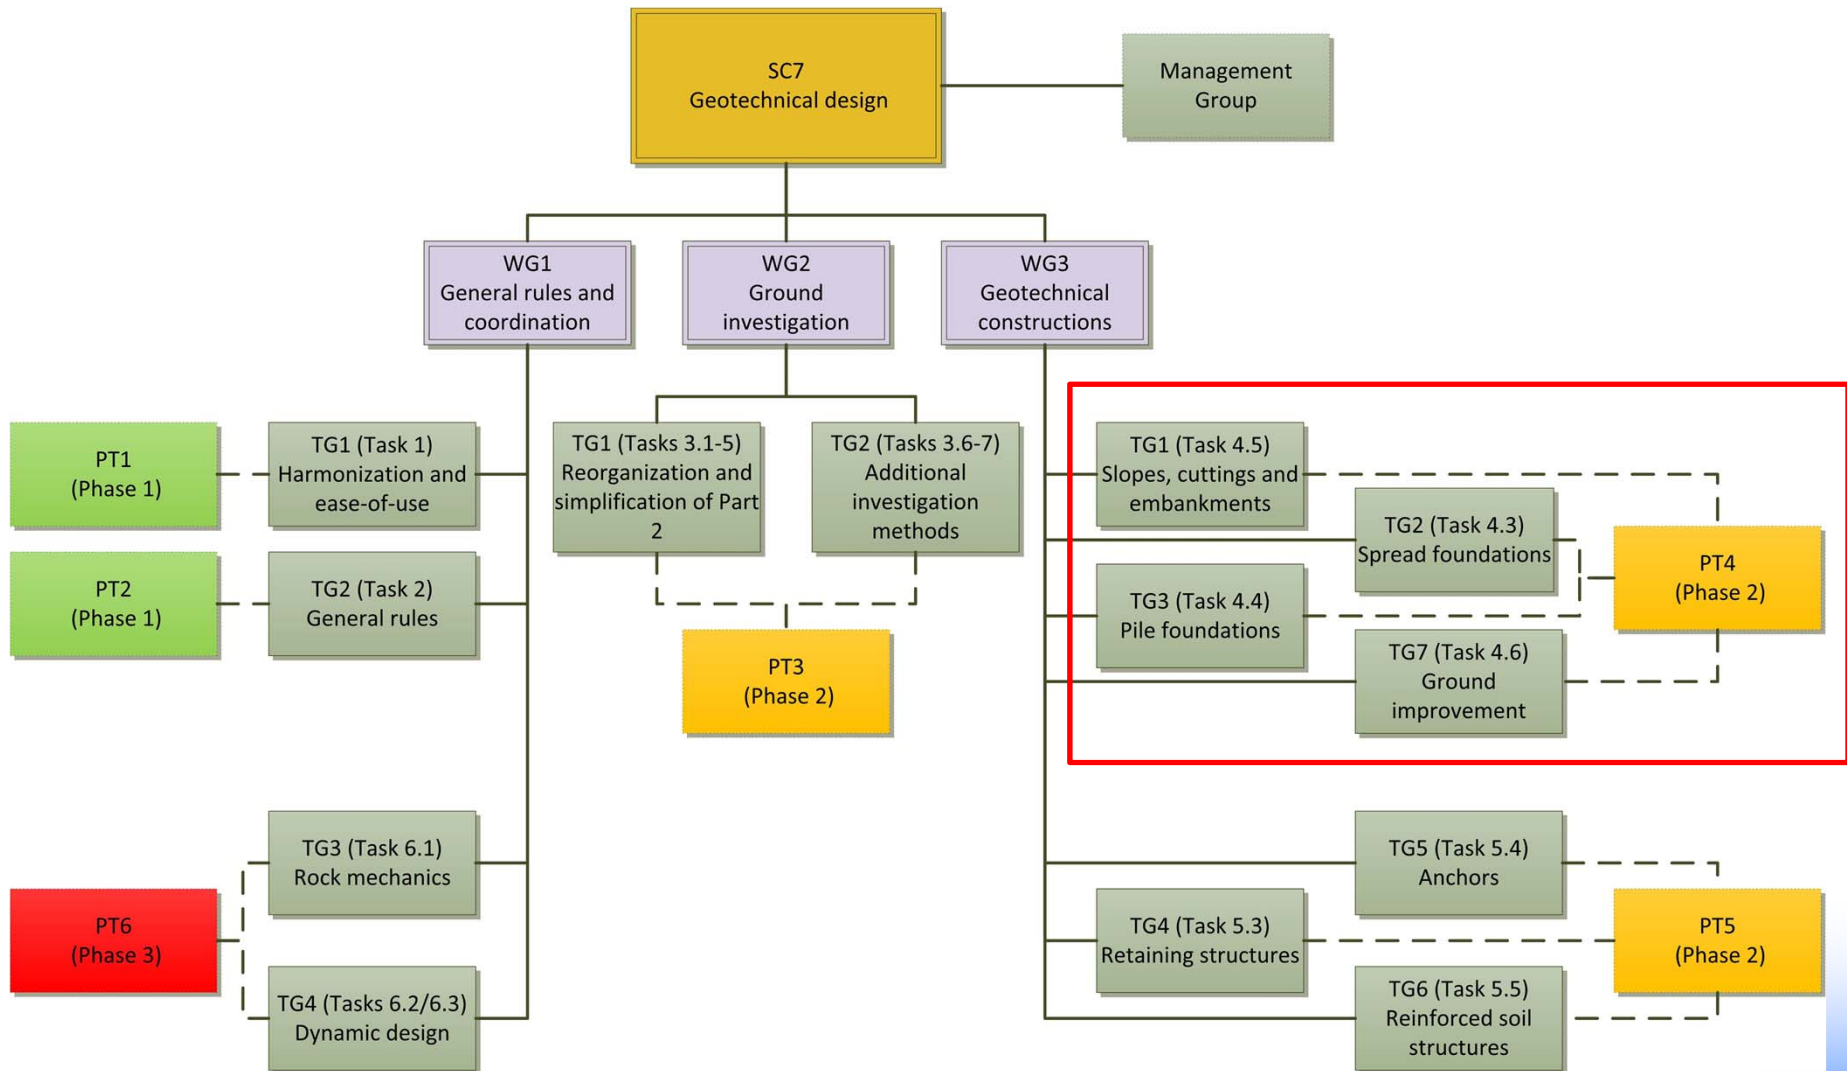 SC7
Geotechnical design
Management
Group
WG1
General rules and
coordination
WG2
Ground
investigation
WG3
Geotechnical
constructions
PT1
(Phase 1)
TG1 (Task 1)
Harmonization and
ease-of-use
TG1 (Tasks 3.1-5)
Reorganization and
simplification of Part
2
TG2 (Tasks 3.6-7)
Additional
investigation
methods
TG1 (Task 4.5)
Slopes, cuttings and
embankments
TG2 (Task 4.3)
Spread foundations
PT4
(Phase 2)
PT2
(Phase 1)
TG2 (Task 2)
General rules
TG3 (Task 4.4)
Pile foundations
PT3
(Phase 2)
TG7 (Task 4.6)
Ground
improvement
TG3 (Task 6.1)
Rock mechanics
TG5 (Task 5.4)
Anchors
PT6
(Phase 3)
TG4 (Task 5.3)
Retaining structures
PT5
(Phase 2)
TG4 (Tasks 6.2/6.3)
Dynamic design
TG6 (Task 5.5)
Reinforced soil
structures